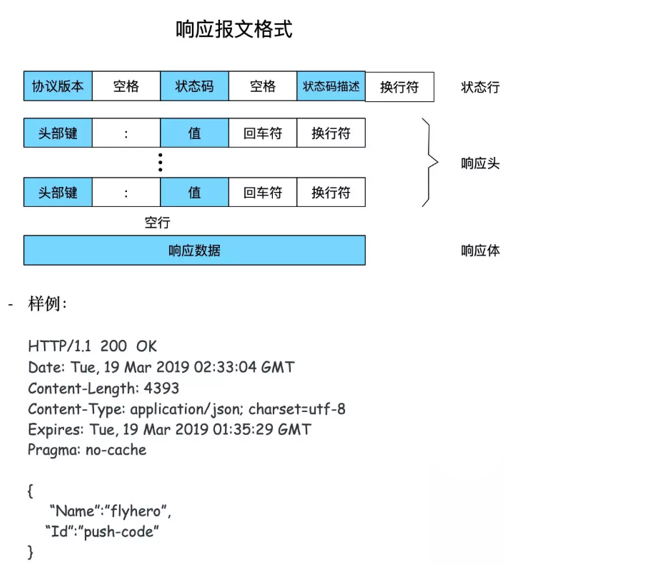 响应报文格式
协议版本 空格 状态码 空格 状态码描述 换行符 状态行
头部键 : 值 回车符 换行符
响应头
头部键 : 值 回车符 换行符
空行
响应数据 响应体
- 样例：
HTTP/1.1 200 OK
Date: Tue, 19 Mar 2019 02:33:04 GMT
Content-Length: 4393
Content-Type: application/json; charset=utf-8
Expires: Tue, 19 Mar 2019 01:35:29 GMT
Pragma: no-cache
{
“Name”:”flyhero”,
“Id”:”push-code”
}